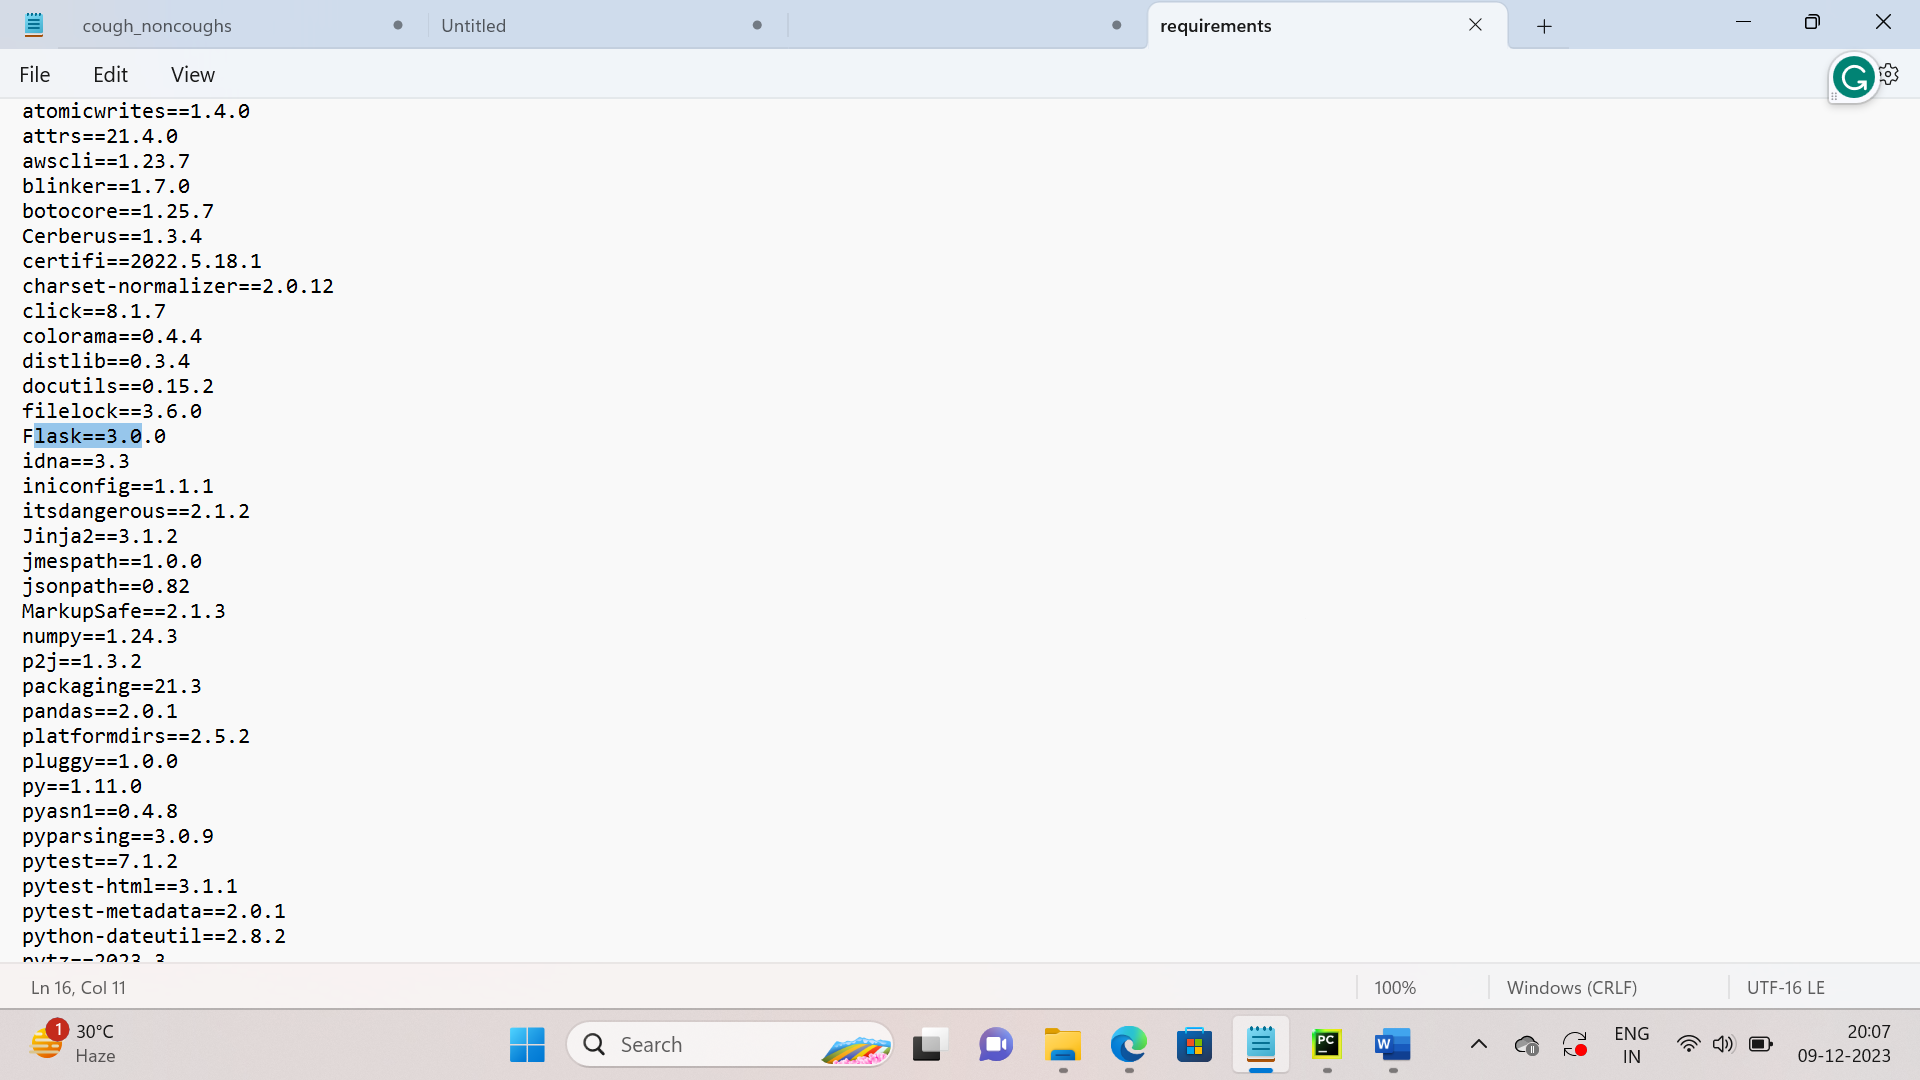 cough_noncoughs
Untitled
requirements
File Edit View
atomicwrites==1.4.0
attrs==21.4.0
awscli==1.23.7
blinker==1.7.0
botocore==1.25.7
Cerberus==1.3.4
certifi==2022.5.18.1
charset-normalizer==2.0.12
click==8.1.7
colorama==0.4.4
distlib==0.3.4
docutils==0.15.2
filelock==3.6.0
Flask==3.0.0
idna==3.3
iniconfig==1.1.1
itsdangerous==2.1.2
Jinja2==3.1.2
jmespath==1.0.0
jsonpath==0.82
MarkupSafe==2.1.3
numpy==1.24.3
p2j==1.3.2
packaging==21.3
pandas==2.0.1
platformdirs==2.5.2
pluggy==1.0.0
py==1.11.0
pyasn1==0.4.8
pyparsing==3.0.9
pytest==7.1.2
pytest-html==3.1.1
pytest-metadata==2.0.1
python-dateutil==2.8.2
pytz==2023.3
Ln 16, Col 11
100%
Windows (CRLF)
UTF-16 LE
1
30°C
Haze
Search
PC
W
ENG
IN
20:07
09-12-2023